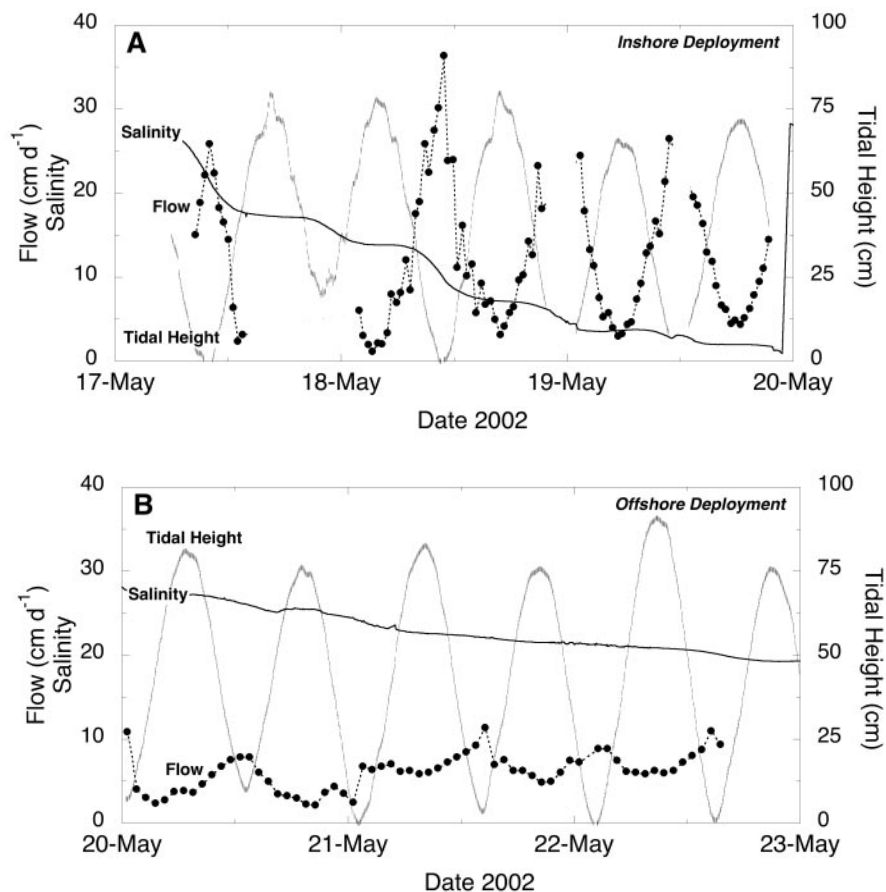 A
Inshore Deployment
40
30
20
10
0
100
75
50
25
0
Flow (cm d⁻¹)
Salinity
Tidal Height (cm)
Salinity
Flow
Tidal Height
17-May
18-May
19-May
20-May
Date 2002
B
Offshore Deployment
40
30
20
10
0
100
75
50
25
0
Flow (cm d⁻¹)
Salinity
Tidal Height (cm)
Tidal Height
Salinity
Flow
20-May
21-May
22-May
23-May
Date 2002